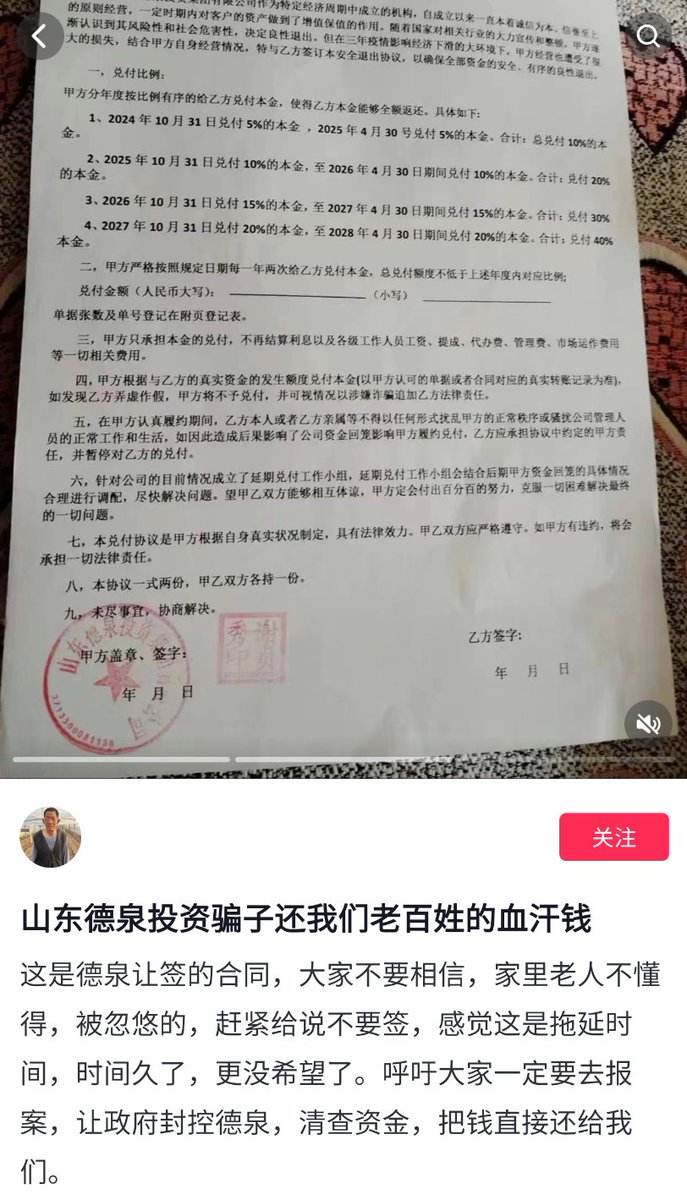 的原则经营，一定时期内对客户的资产做到了增值保值的作用。随着国家对相关行业的大力宣传和整顿，甲方逐
渐认识到其风险性和社会危害性，决定良性退出。但在三年疫情影响经济下滑的大环境下，甲方经营也遭受了很
大的损失，结合甲方自身经营情况，特与乙方签订本安全退出协议，以确保全部资金的安全、有序的良性退出。
一，兑付比例：
甲方分年度按比例有序的给乙方兑付本金，使得乙方本金能够全额返还。具体如下:
1、2024 年 10 月 31 日兑付 5%的本金 ，2025 年 4 月 30 号兑付 5%的本金。合计：总兑付 10%的本
金。
2、2025 年 10 月 31 日兑付 10%的本金，至 2026 年 4 月 30 日期间兑付 10%的本金。合计：兑付 20%
的本金。
3、2026 年 10 月 31 日兑付 15%的本金，至 2027 年 4 月 30 日期间兑付 15%的本金。合计：兑付 30%
4、2027 年 10 月 31 日兑付 20%的本金，至 2028 年 4 月 30 日期间兑付 20%的本金。合计：兑付 40%
本金。
二，甲方严格按照规定日期每一年两次给乙方兑付本金，总兑付额度不低于上述年度内对应比例;
兑付金额（人民币大写）: （小写）
单据张数及单号登记在附页登记表。
三，甲方只承担本金的兑付，不再结算利息以及各级工作人员工资、提成、代办费、管理费、市场运作费用
等一切相关费用。
四，甲方根据与乙方的真实资金的发生额度兑付本金(以甲方认可的单据或者合同对应的真实转账记录为准)，
如发现乙方弄虚作假，甲方将不予兑付，并可视情况以涉嫌诈骗追加乙方法律责任。
五，在甲方认真履约期间，乙方本人或者乙方亲属等不得以任何形式扰乱甲方的正常秩序或骚扰公司管理人
员的正常工作和生活，如因此造成后果影响了公司资金回笼影响甲方履约兑付，乙方应承担协议中约定的甲方责
任，并暂停对乙方的兑付。
六，针对公司的目前情况成立了延期兑付工作小组，延期兑付工作小组会结合后期甲方资金回笼的具体情况
合理进行调配，尽快解决问题。望甲乙双方能够相互体谅，甲方定会付出百分百的努力，克服一切困难解决最终
的一切问题。
七，本兑付协议是甲方根据自身真实状况制定，具有法律效力。甲乙双方应严格遵守。如甲方有违约，将会
承担一切法律责任。
八，本协议一式两份，甲乙双方各持一份。
九，未尽事宜，协商解决。
甲方盖章、签字：
乙方签字：
年 月 日
年 月 日
3713300081138
关注
山东德泉投资骗子还我们老百姓的血汗钱
这是德泉让签的合同，大家不要相信，家里老人不懂
得，被忽悠的，赶紧给说不要签，感觉这是拖延时
间，时间久了，更没希望了。呼吁大家一定要去报
案，让政府封控德泉，清查资金，把钱直接还给我
们。